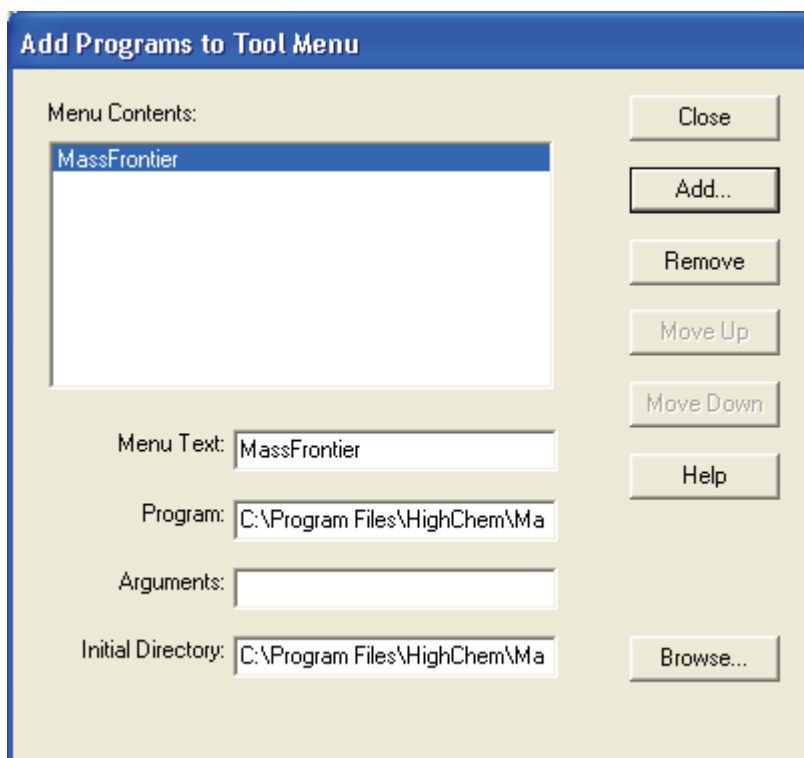 Add Programs to Tool Menu
Menu Contents:
Close
MassFrontier
Add...
Remove
Move Up
Move Down
Menu Text: MassFrontier
Help
Program: C:\Program Files\HighChem\Ma
Arguments:
Initial Directory: C:\Program Files\HighChem\Ma
Browse...